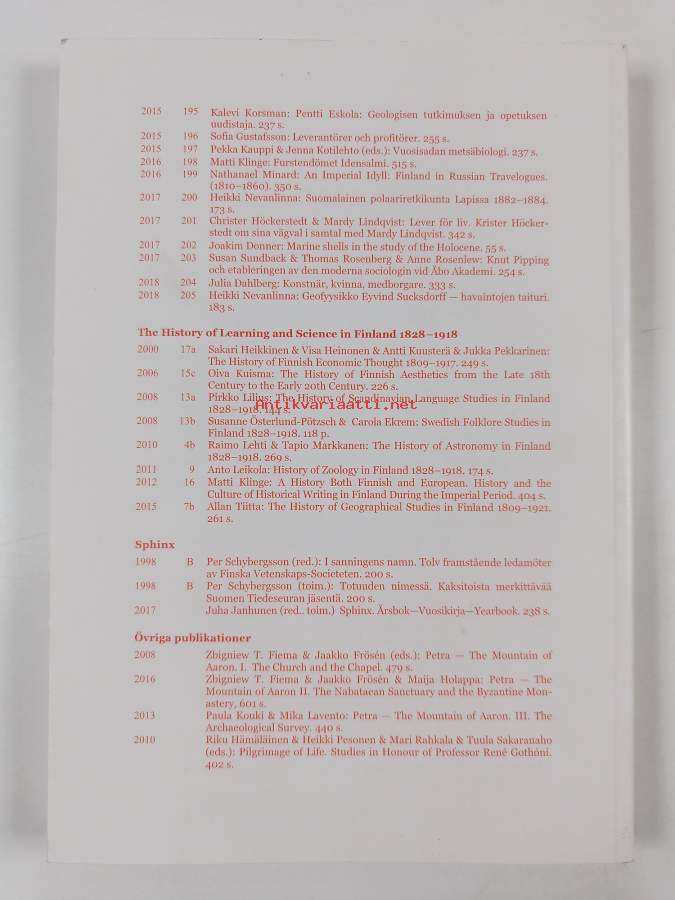 2015 195 Kalevi Korsman: Pentti Eskola: Geologisen tutkimuksen ja opetuksen
uudistaja. 237 s.
2015 196 Sofia Gustafsson: Leverantörer och profitörer. 255 s.
2015 197 Pekka Kauppi & Jenna Kotilehto (eds.): Vuosisadan metsäbiologi. 237 s.
2016 198 Matti Klinge: Furstendömet Idensalmi. 515 s.
2016 199 Nathanael Minard: An Imperial Idyll: Finland in Russian Travelogues.
(1810–1860). 350 s.
2017 200 Heikki Nevanlinna: Suomalainen polaariretkikunta Lapissa 1882–1884.
173 s.
2017 201 Christer Höckerstedt & Mardy Lindqvist: Lever för liv. Krister Höcker-
stedt om sina vägval i samtal med Mardy Lindqvist. 342 s.
2017 202 Joakim Donner: Marine shells in the study of the Holocene. 55 s.
2017 203 Susan Sundback & Thomas Rosenberg & Anne Rosenlew: Knut Pipping
och etableringen av den moderna sociologin vid Åbo Akademi. 254 s.
2018 204 Julia Dahlberg: Konstnär, kvinna, medborgare. 333 s.
2018 205 Heikki Nevanlinna: Geofyysikko Eyvind Sucksdorff — havaintojen taituri.
183 s.
The History of Learning and Science in Finland 1828–1918
2000 17a Sakari Heikkinen & Visa Heinonen & Antti Kuusterä & Jukka Pekkarinen:
The History of Finnish Economic Thought 1809–1917. 249 s.
2006 15c Oiva Kuisma: The History of Finnish Aesthetics from the Late 18th
Century to the Early 20th Century. 226 s.
2008 13a Pirkko Lilius: The History of Scandinavian Language Studies in Finland
1828–1918. 144 s.
Antikvariaatti.net
2008 13b Susanne Österlund-Pötzsch & Carola Ekrem: Swedish Folklore Studies in
Finland 1828–1918. 118 p.
2010 4b Raimo Lehti & Tapio Markkanen: The History of Astronomy in Finland
1828–1918. 269 s.
2011 9 Anto Leikola: History of Zoology in Finland 1828–1918. 174 s.
2012 16 Matti Klinge: A History Both Finnish and European. History and the
Culture of Historical Writing in Finland During the Imperial Period. 404 s.
2015 7b Allan Tiitta: The History of Geographical Studies in Finland 1809–1921.
261 s.
Sphinx
1998 B Per Schybergsson (red.): I sanningens namn. Tolv framstående ledamöter
av Finska Vetenskaps-Societeten. 200 s.
1998 B Per Schybergsson (toim.): Totuuden nimessä. Kaksitoista merkittävää
Suomen Tiedeseuran jäsentä. 200 s.
2017 Juha Janhunen (red.. toim.) Sphinx. Årsbok—Vuosikirja—Yearbook. 238 s.
Övriga publikationer
2008 Zbigniew T. Fiema & Jaakko Frösén (eds.): Petra — The Mountain of
Aaron. I. The Church and the Chapel. 479 s.
2016 Zbigniew T. Fiema & Jaakko Frösén & Maija Holappa: Petra — The
Mountain of Aaron II. The Nabataean Sanctuary and the Byzantine Mon-
astery, 601 s.
2013 Paula Kouki & Mika Lavento: Petra — The Mountain of Aaron. III. The
Archaeological Survey. 440 s.
2010 Riku Hämäläinen & Heikki Pesonen & Mari Rahkala & Tuula Sakaranaho
(eds.): Pilgrimage of Life. Studies in Honour of Professor René Gothóni.
402 s.